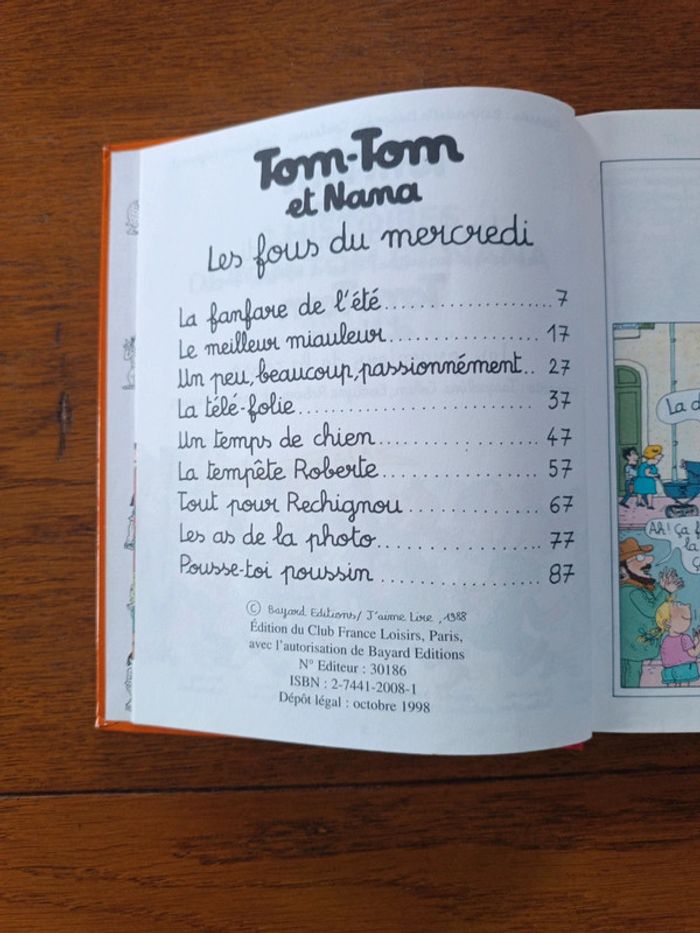 Tom-Tom
et Nana
Les fous du mercredi
La fanfare de l'été..................7
Le meilleur miauleur............... 17
Un peu, beaucoup, passionnément.. 27
La télé-folie........................ 37
Un temps de chien................. 47
La tempête Roberte................ 57
Tout pour Rechignou.............. 67
Les as de la photo................. 77
Pousse-toi poussin................. 87
© Bayard Editions/ J'aime Lire, 1988
Édition du Club France Loisirs, Paris,
avec l'autorisation de Bayard Editions
N° Editeur : 30186
ISBN : 2-7441-2008-1
Dépôt légal : octobre 1998
La d
Ah! Ça f
la
ç